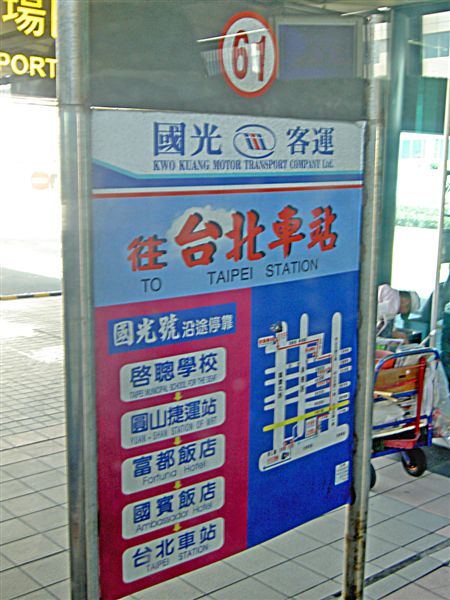 場
PORT
61
國光 客運
KWO KUANG MOTOR TRANSPORT COMPANY Ltd.
往台北車站
TO TAIPEI STATION
國光號沿途停靠
啓聰學校
TAIPEI MUNICIPAL SCHOOL FOR THE DEAF
圓山捷運站
YUAN-SHAN STATION OF MRT
富都飯店
Fortuna Hotel
國賓飯店
Ambassador Hotel
台北車站
TAIPEI STATION